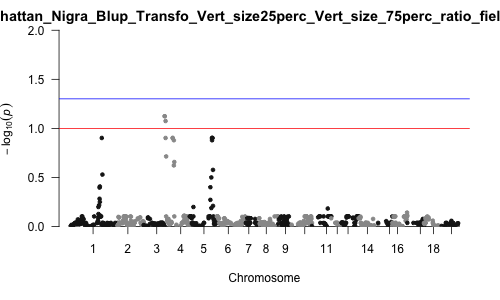 hattan_Nigra_Blup_Transfo_Vert_size25perc_Vert_size_75perc_ratio_fiel
2.0
1.5
1.0
0.5
0.0
− log10(p)
1 2 3 4 5 6 7 8 9 11 14 16 18
Chromosome